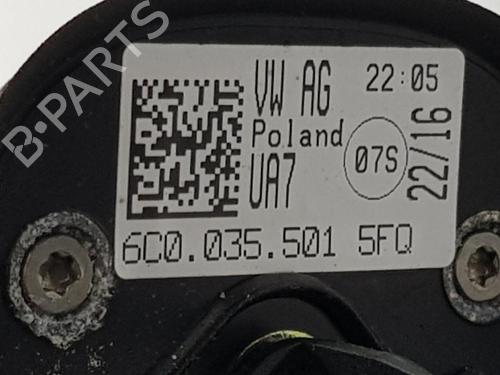 B-PARTS
VW AG
22:05
Poland
07S
22/16
UA7
6C0.035.501 5FQ